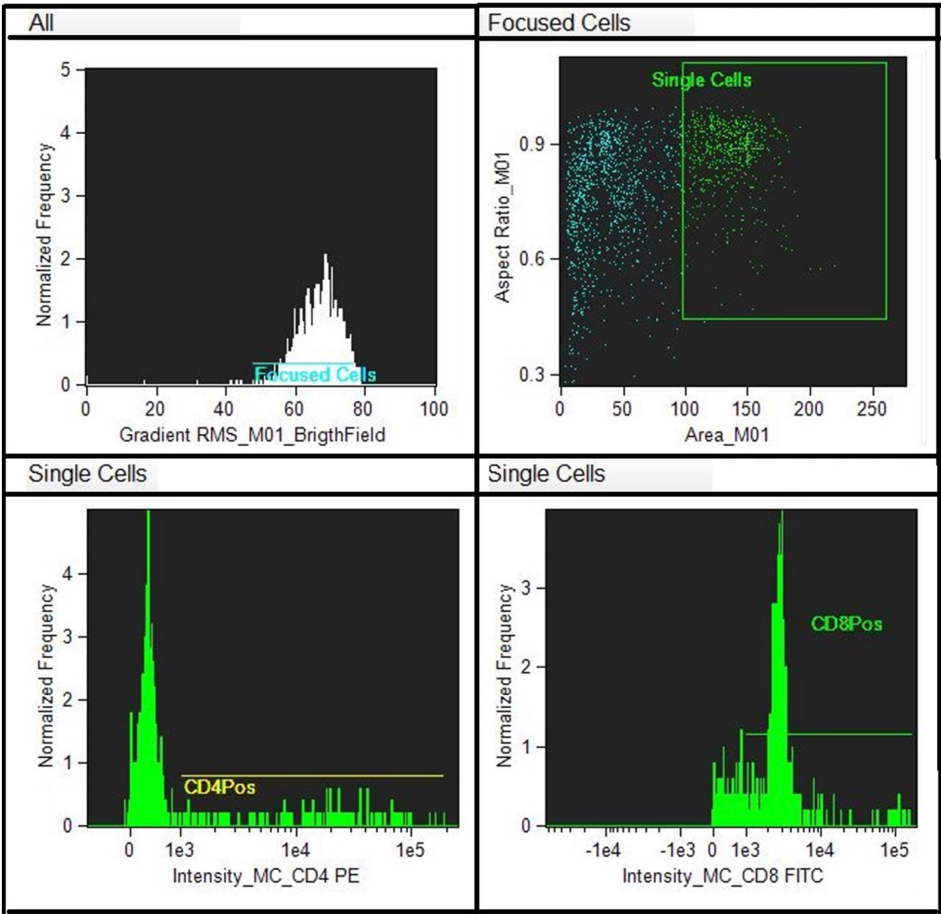 All
Focused Cells
5
4
3
2
1
0
Normalized Frequency
Focused Cells
0 20 40 60 80 100
Gradient RMS_M01_BrigthField
Single Cells
0.9
0.6
0.3
Aspect Ratio_M01
0 50 100 150 200 250
Area_M01
Single Cells
Single Cells
4
3
2
1
0
Normalized Frequency
CD4Pos
0 1e3 1e4 1e5
Intensity_MC_CD4 PE
3
2
1
0
Normalized Frequency
CD8Pos
-1e4 -1e3 0 1e3 1e4 1e5
Intensity_MC_CD8 FITC